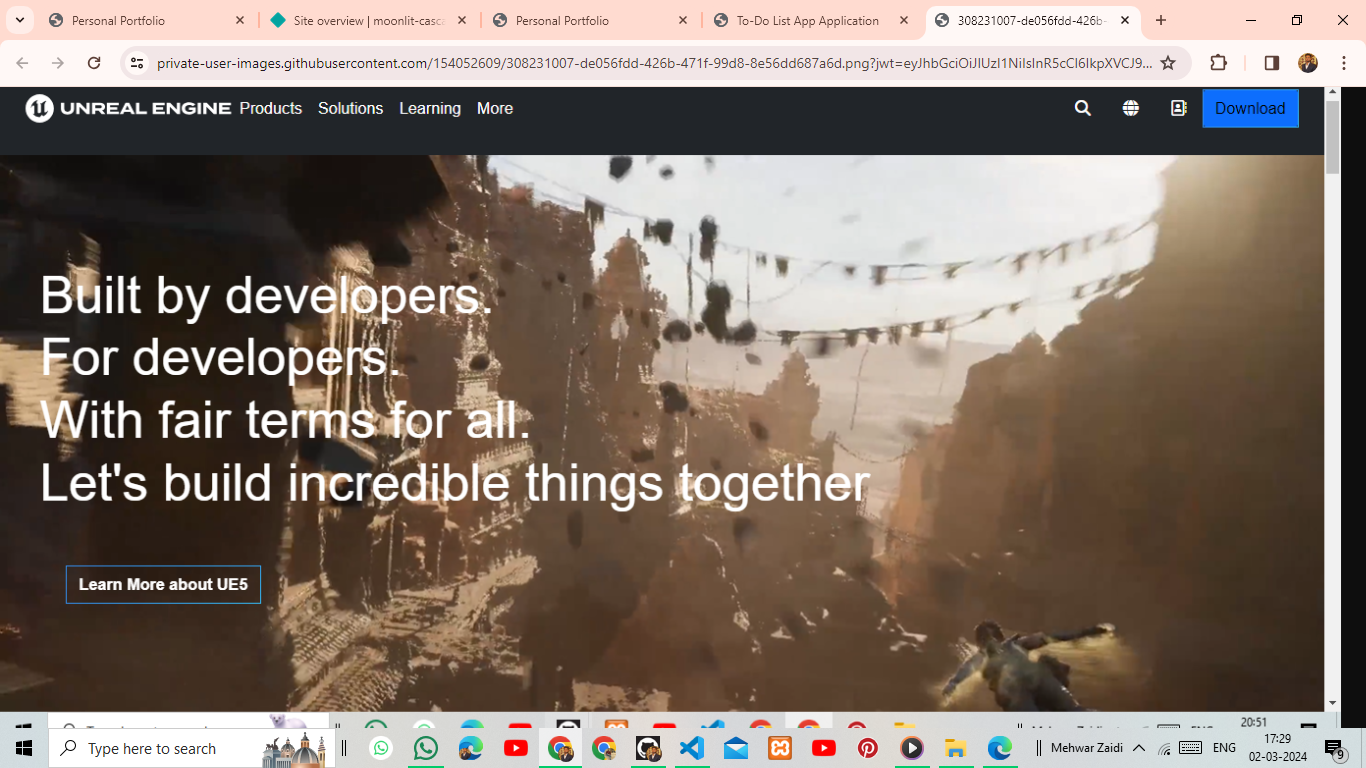 Personal Portfolio
Site overview | moonlit-casca
Personal Portfolio
To-Do List App Application
308231007-de056fdd-426b-
private-user-images.githubusercontent.com/154052609/308231007-de056fdd-426b-471f-99d8-8e56dd687a6d.png?jwt=eyJhbGciOiJIUzI1NiIsInR5cCI6IkpXVCJ9...
UNREAL ENGINE Products Solutions Learning More Download
Built by developers.
For developers.
With fair terms for all.
Let's build incredible things together
Learn More about UE5
20:51
Type here to search
Mehwar Zaidi
ENG
17:29
02-03-2024
9